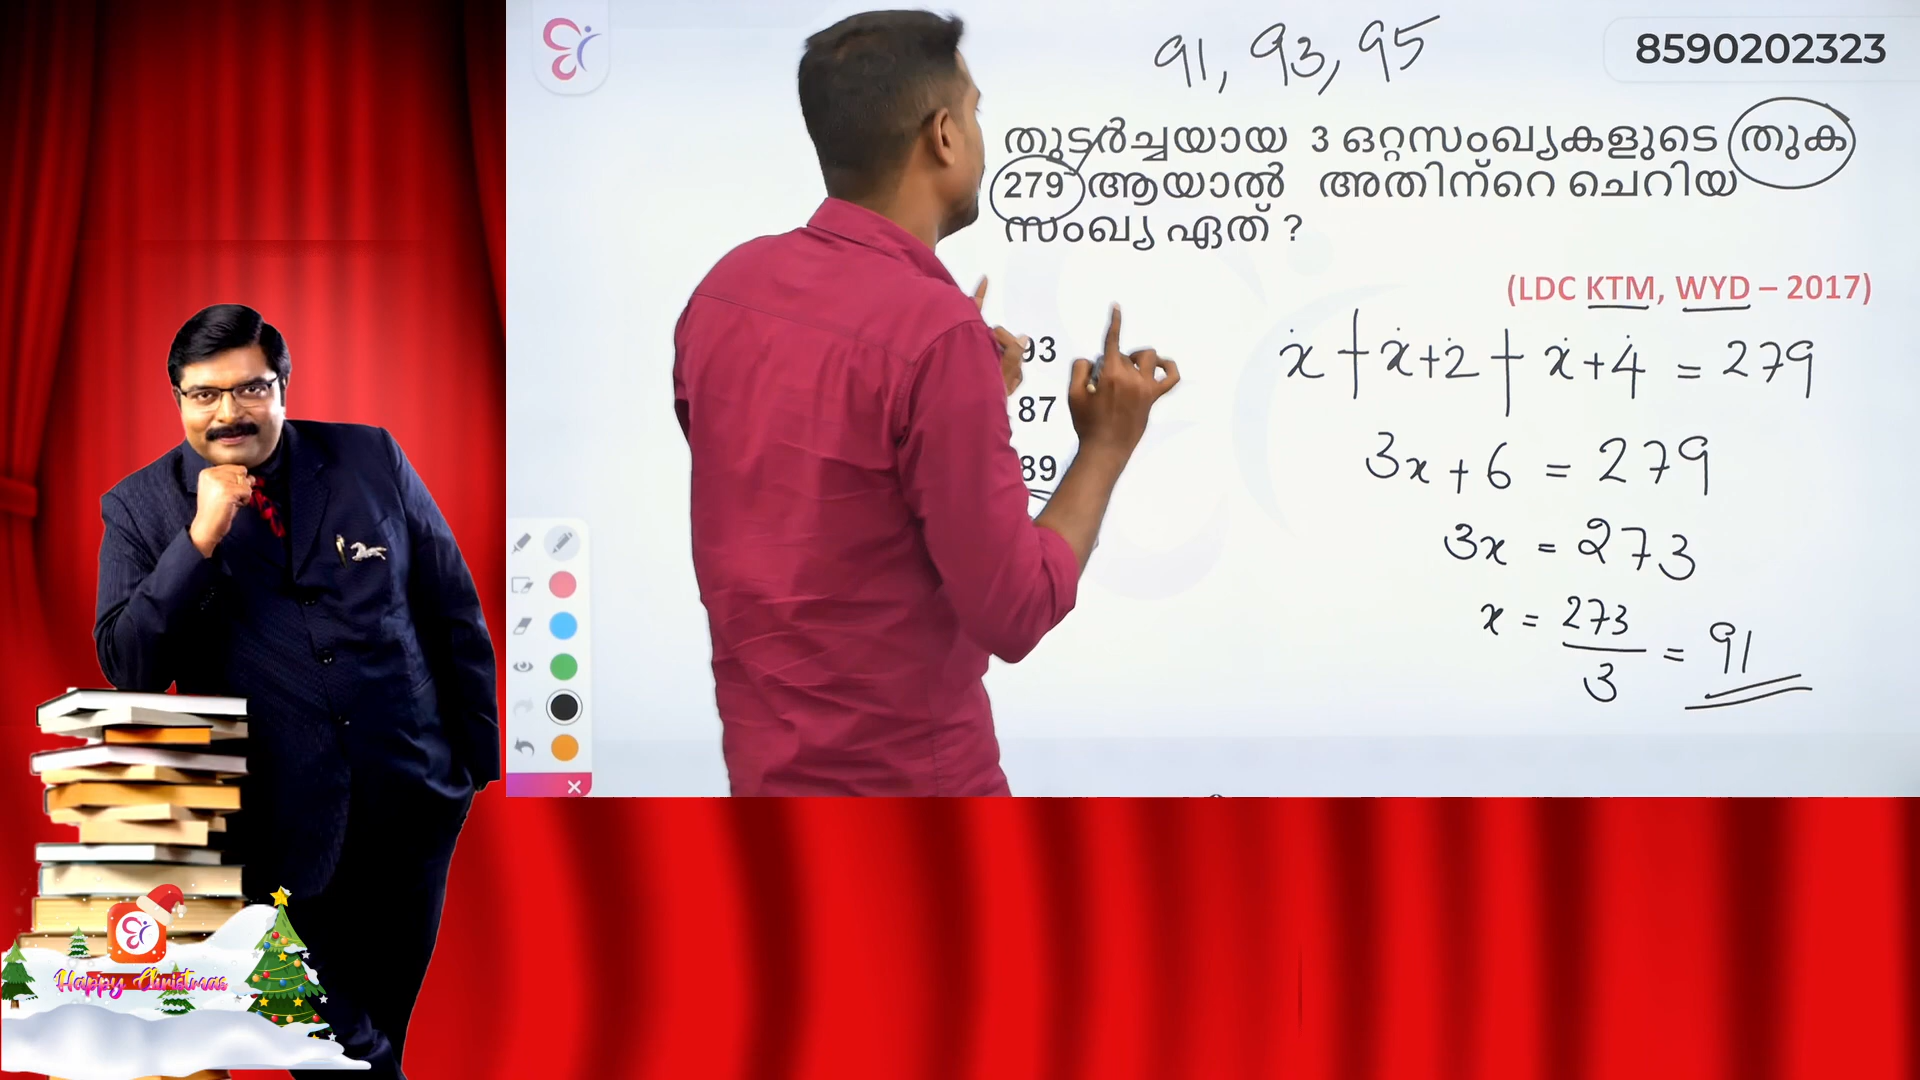 91, 93, 95
8590202323
തുടർച്ചയായ 3 ഒറ്റസംഖ്യകളുടെ തുക
279 ആയാൽ അതിന്റെ ചെറിയ
സംഖ്യ ഏത് ?
(LDC KTM, WYD – 2017)
93
87
89
x + x+2 + x+4 = 279
3x + 6 = 279
3x = 273
x = 273/3 = 91
Happy Christmas